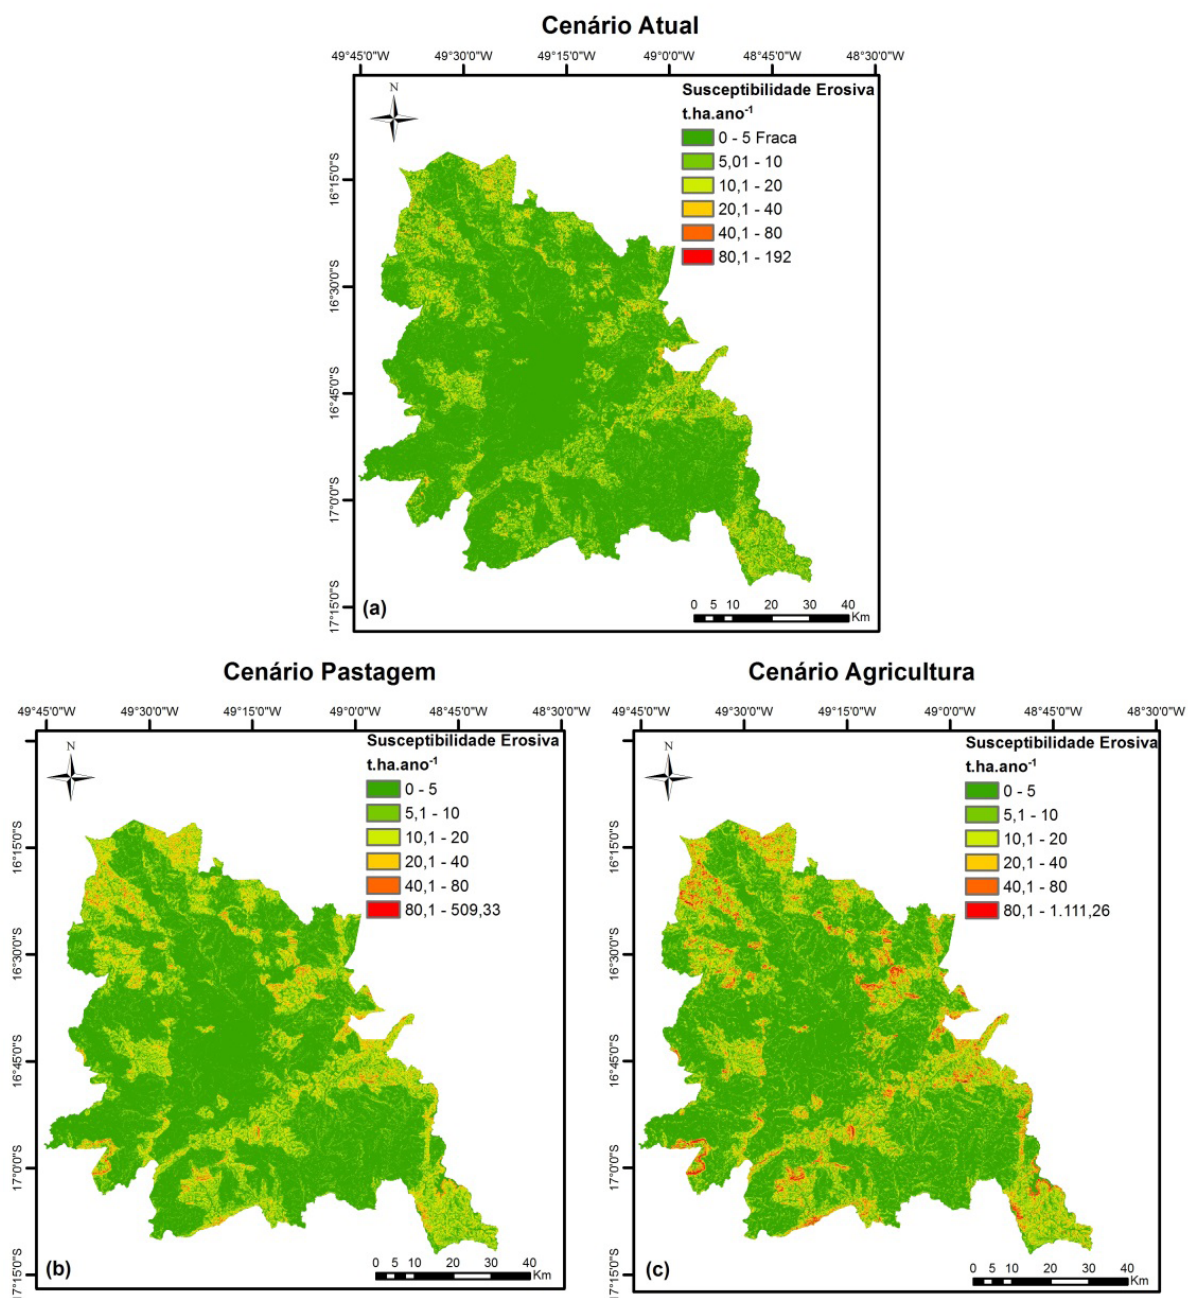 Cenário Atual
49°45'0"W 49°30'0"W 49°15'0"W 49°0'0"W 48°45'0"W 48°30'0"W
N
Susceptibilidade Erosiva
t.ha.ano-1
0 - 5 Fraca
5,01 - 10
10,1 - 20
20,1 - 40
40,1 - 80
80,1 - 192
16°15'0"S
16°30'0"S
16°45'0"S
17°0'0"S
17°15'0"S
(a)
0 5 10 20 30 40
Km
Cenário Pastagem
49°45'0"W 49°30'0"W 49°15'0"W 49°0'0"W 48°45'0"W 48°30'0"W
N
Susceptibilidade Erosiva
t.ha.ano-1
0 - 5
5,1 - 10
10,1 - 20
20,1 - 40
40,1 - 80
80,1 - 509,33
16°15'0"S
16°30'0"S
16°45'0"S
17°0'0"S
17°15'0"S
(b)
0 5 10 20 30 40
Km
Cenário Agricultura
49°45'0"W 49°30'0"W 49°15'0"W 49°0'0"W 48°45'0"W 48°30'0"W
N
Susceptibilidade Erosiva
t.ha.ano-1
0 - 5
5,1 - 10
10,1 - 20
20,1 - 40
40,1 - 80
80,1 - 1.111,26
16°15'0"S
16°30'0"S
16°45'0"S
17°0'0"S
17°15'0"S
(c)
0 5 10 20 30 40
Km